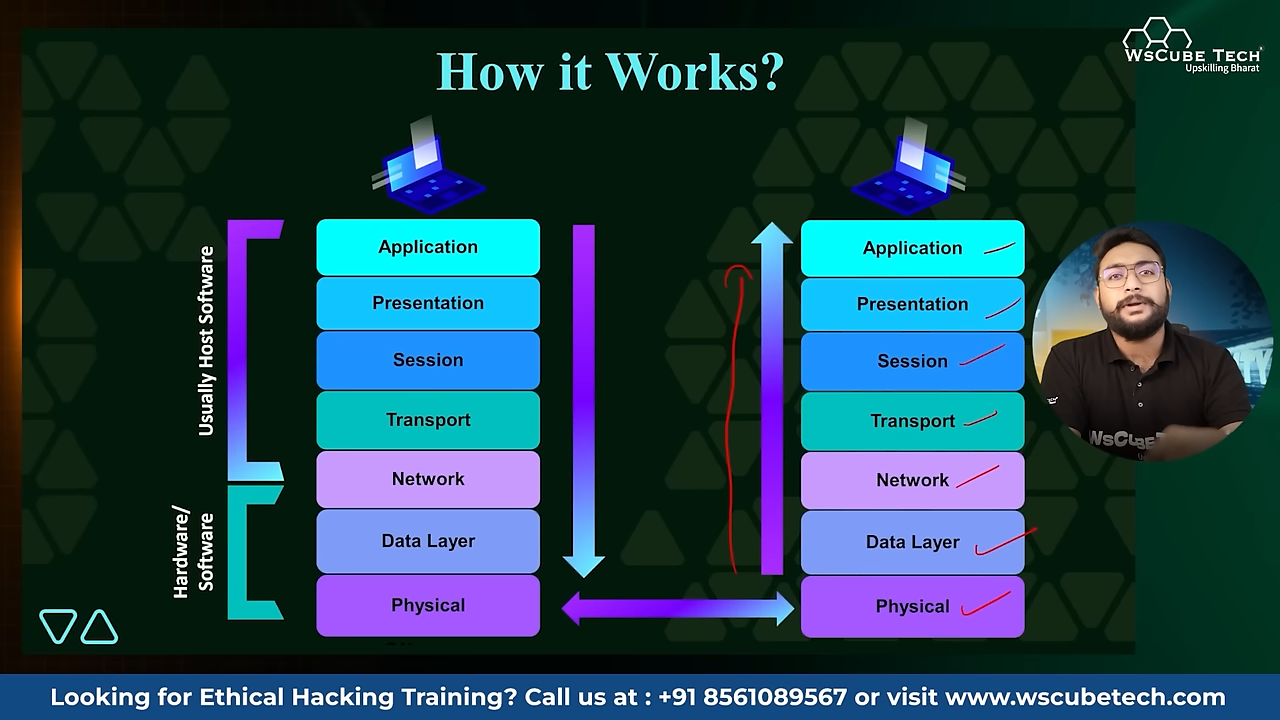 How it Works?
WsCube Tech
Upskilling Bharat
Usually Host Software
Hardware/
Software
Application
Presentation
Session
Transport
Network
Data Layer
Physical
Application
Presentation
Session
Transport
Network
Data Layer
Physical
Looking for Ethical Hacking Training? Call us at : +91 8561089567 or visit www.wscubetech.com